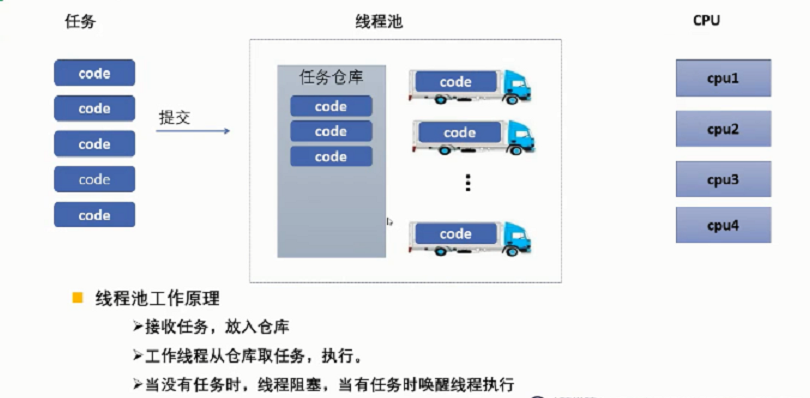 任务
线程池
CPU
code
code
code
code
code
提交
任务仓库
code
code
code
code
code
code
cpu1
cpu2
cpu3
cpu4
线程池工作原理
接收任务，放入仓库
工作线程从仓库取任务，执行。
当没有任务时，线程阻塞，当有任务时唤醒线程执行